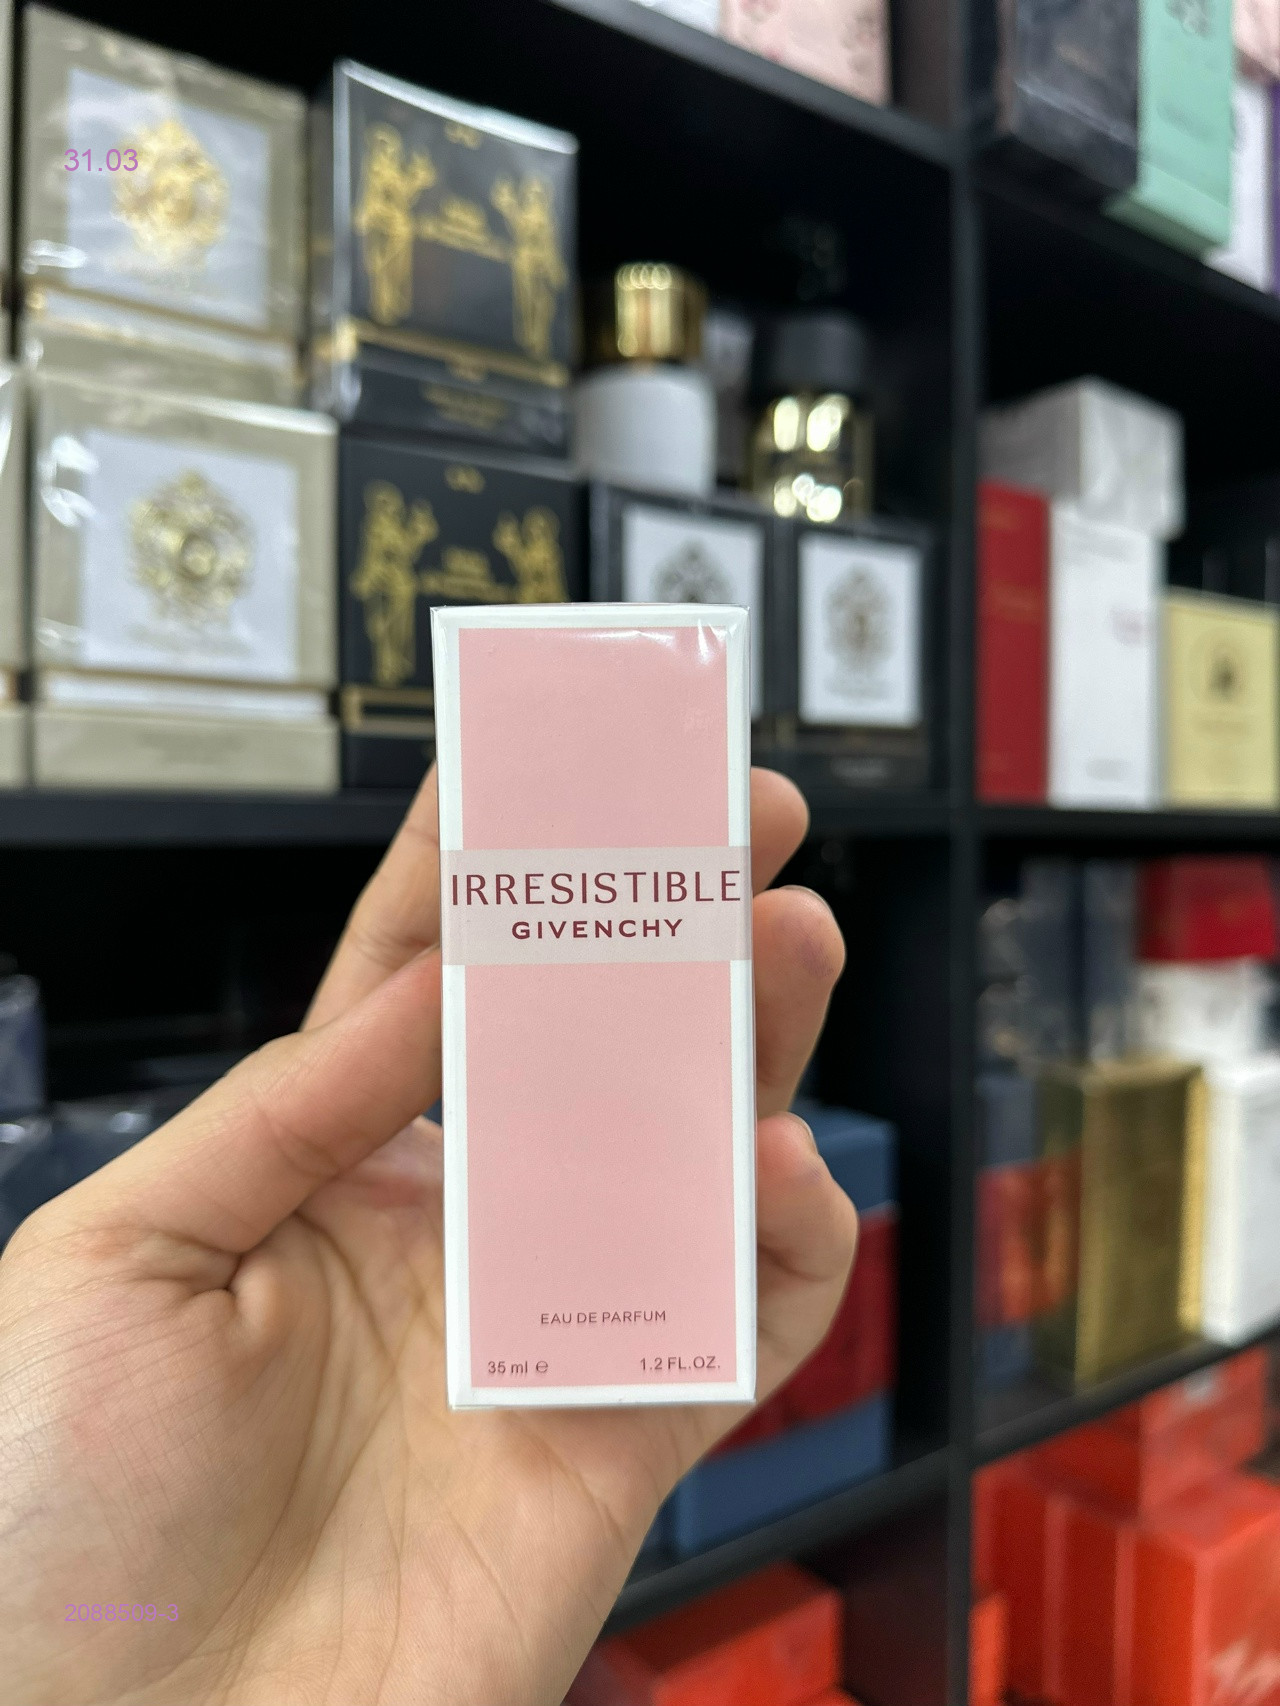 31.03
IRRESISTIBLE
GIVENCHY
EAU DE PARFUM
35 ml ℮
1.2 FL.OZ.
2088509-3